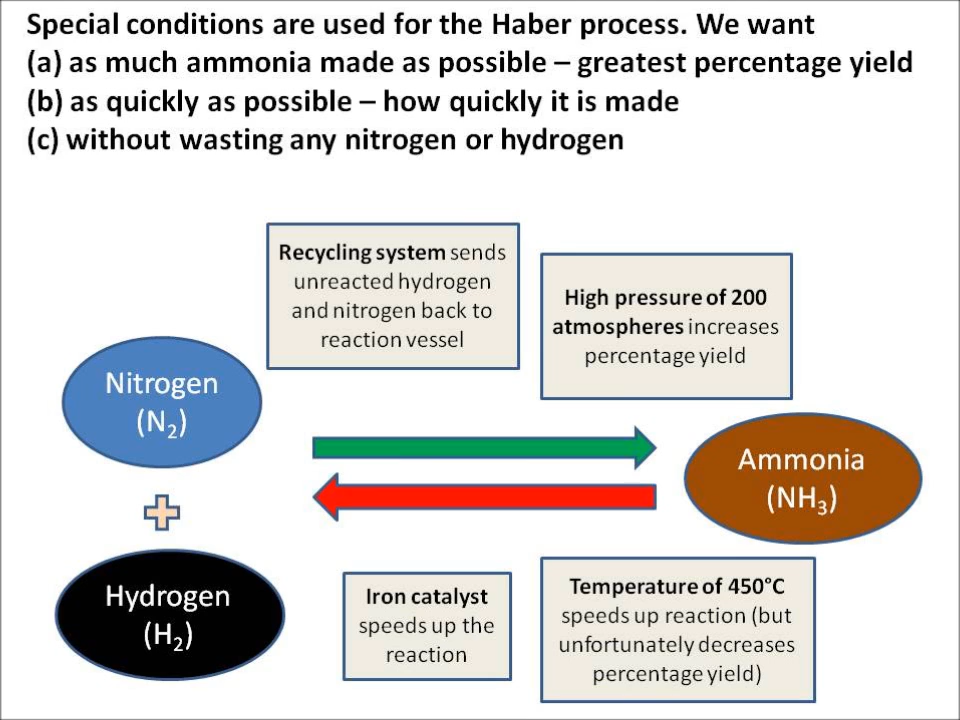 Special conditions are used for the Haber process. We want
(a) as much ammonia made as possible – greatest percentage yield
(b) as quickly as possible – how quickly it is made
(c) without wasting any nitrogen or hydrogen
Recycling system sends
unreacted hydrogen
and nitrogen back to
reaction vessel
High pressure of 200
atmospheres increases
percentage yield
Nitrogen
(N₂)
Ammonia
(NH₃)
Hydrogen
(H₂)
Iron catalyst
speeds up the
reaction
Temperature of 450°C
speeds up reaction (but
unfortunately decreases
percentage yield)